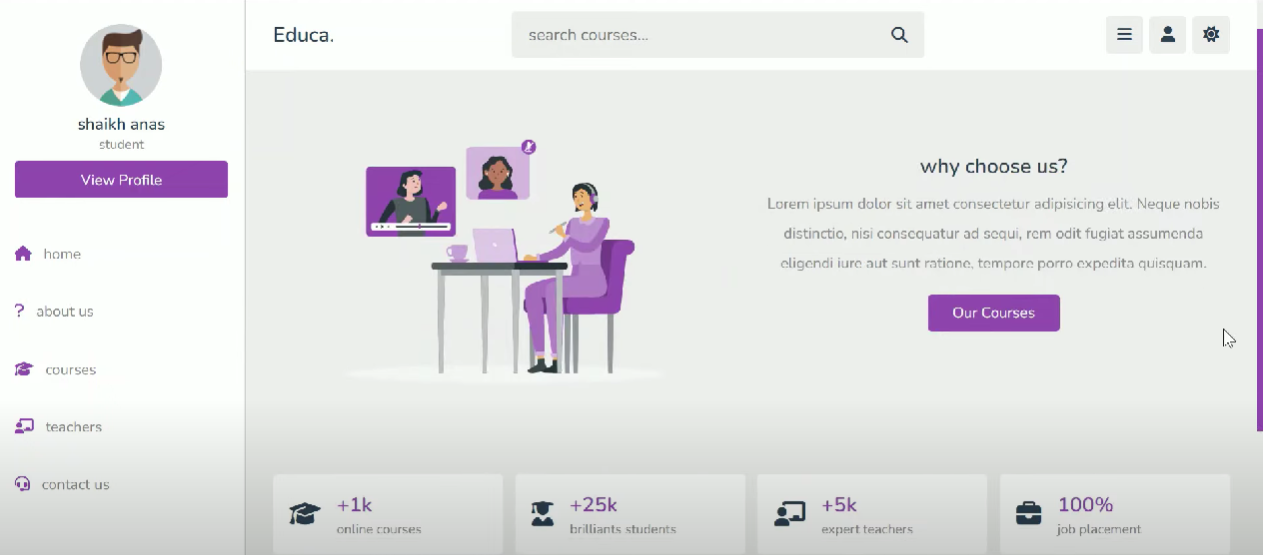 shaikh anas
student
View Profile
home
about us
courses
teachers
contact us
Educa.
search courses...
why choose us?
Lorem ipsum dolor sit amet consectetur adipisicing elit. Neque nobis
distinctio, nisi consequatur ad sequi, rem odit fugiat assumenda
eligendi iure aut sunt ratione, tempore porro expedita quisquam.
Our Courses
+1k
online courses
+25k
brilliants students
+5k
expert teachers
100%
job placement